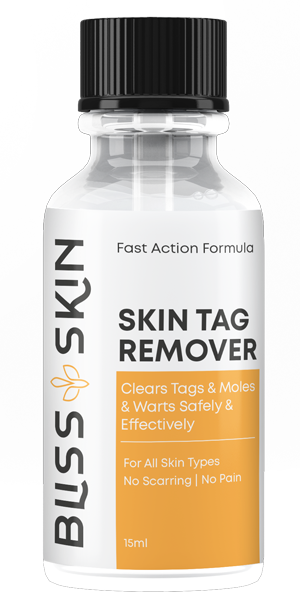 Fast Action Formula
BLISS SKIN
SKIN TAG
REMOVER
Clears Tags & Moles
& Warts Safely &
Effectively
For All Skin Types
No Scarring | No Pain
15ml